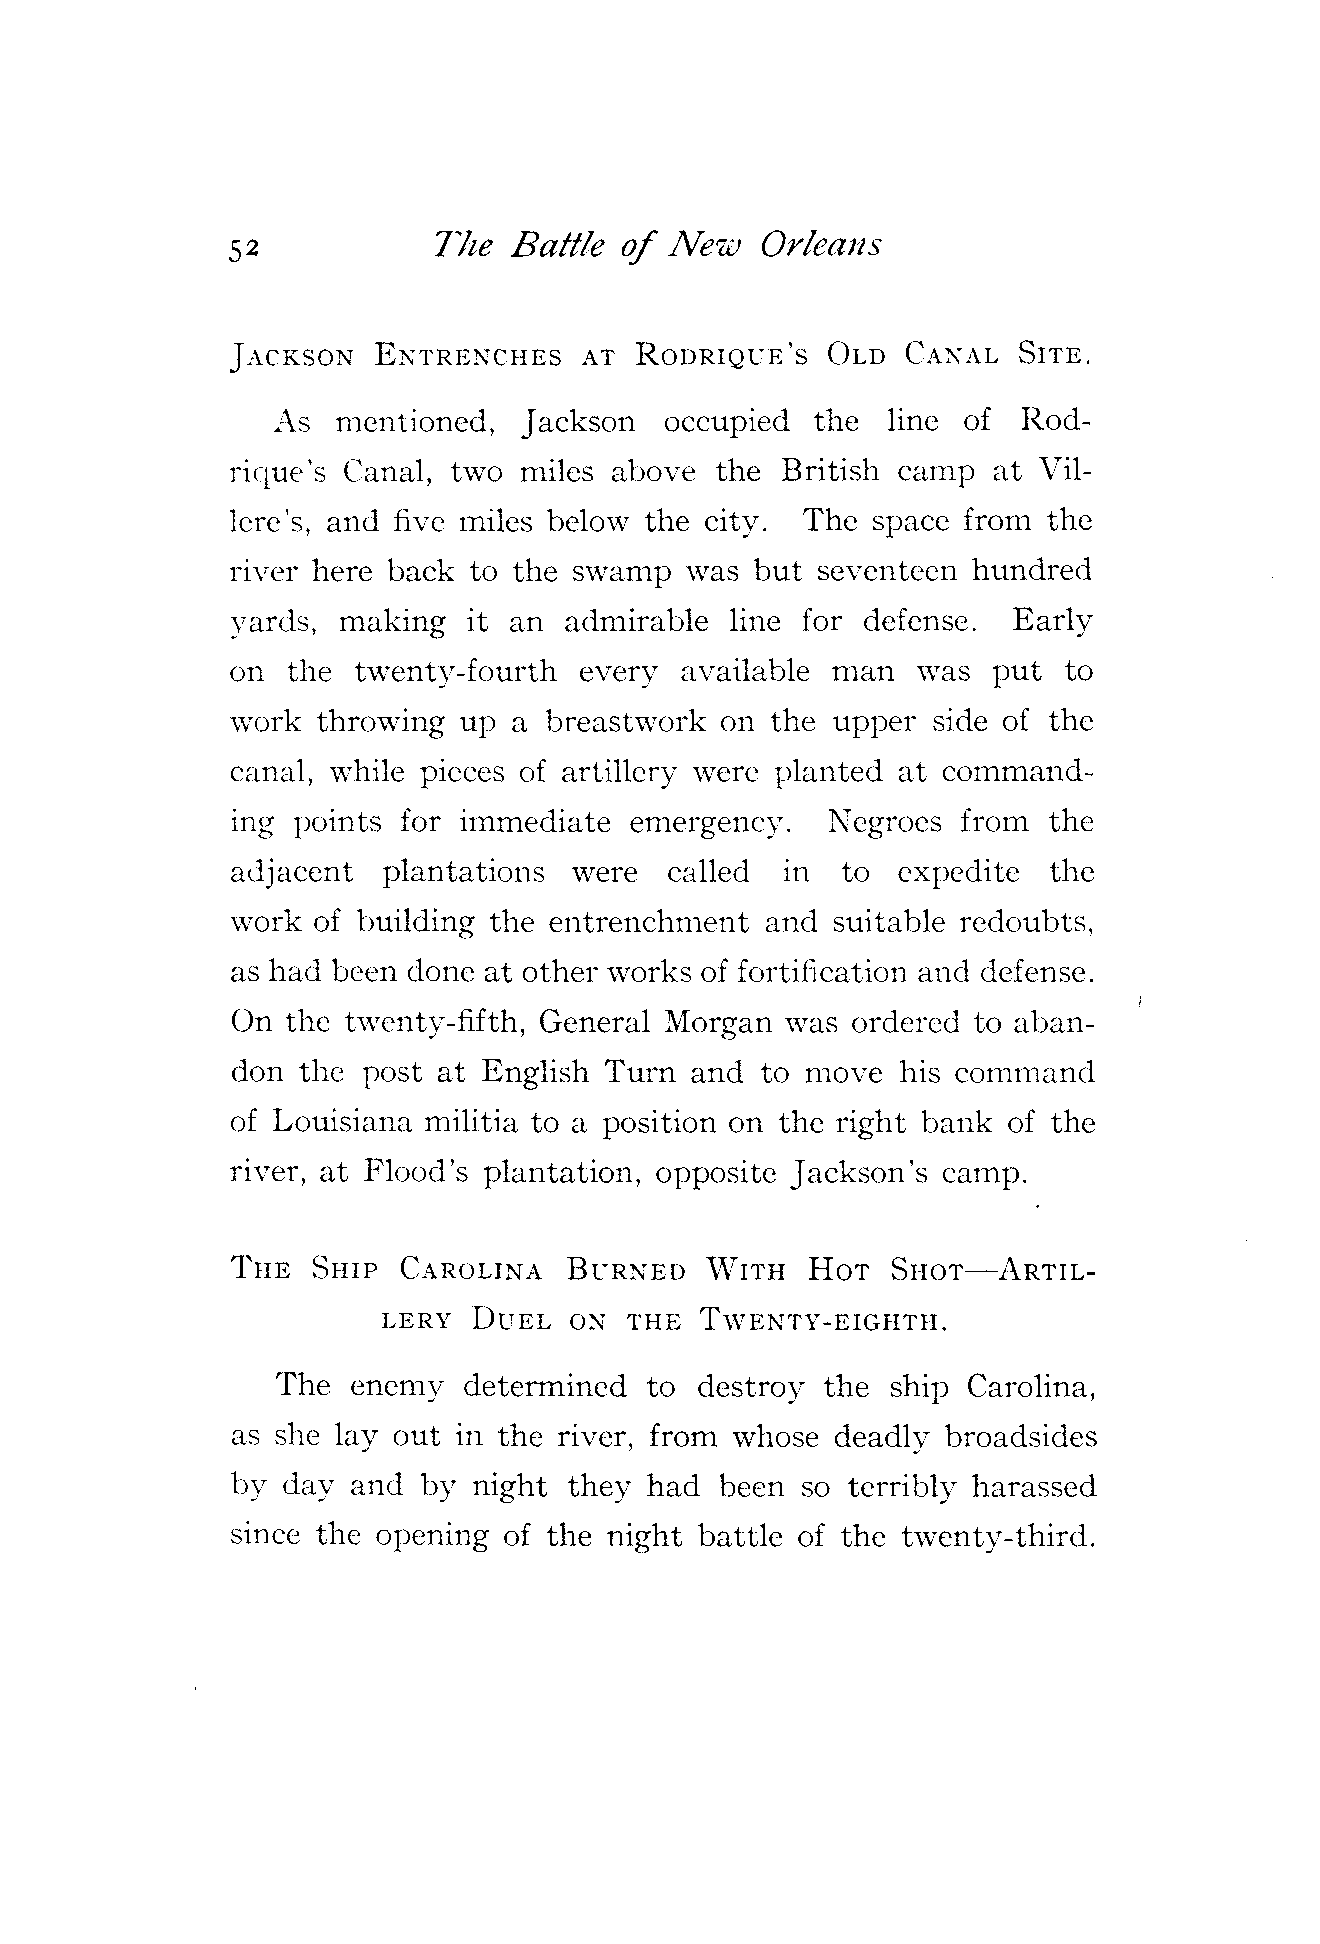 52 The Battle of New Orleans
Jackson Entrenches at Rodrique's Old Canal Site.
As mentioned, Jackson occupied the line of Rod-
rique's Canal, two miles above the British camp at Vil-
lere's, and five miles below the city. The space from the
river here back to the swamp was but seventeen hundred
yards, making it an admirable line for defense. Early
on the twenty-fourth every available man was put to
work throwing up a breastwork on the upper side of the
canal, while pieces of artillery were planted at command-
ing points for immediate emergency. Negroes from the
adjacent plantations were called in to expedite the
work of building the entrenchment and suitable redoubts,
as had been done at other works of fortification and defense.
On the twenty-fifth, General Morgan was ordered to aban-
don the post at English Turn and to move his command
of Louisiana militia to a position on the right bank of the
river, at Flood's plantation, opposite Jackson's camp.
The Ship Carolina Burned With Hot Shot—Artil-
lery Duel on the Twenty-eighth.
The enemy determined to destroy the ship Carolina,
as she lay out in the river, from whose deadly broadsides
by day and by night they had been so terribly harassed
since the opening of the night battle of the twenty-third.